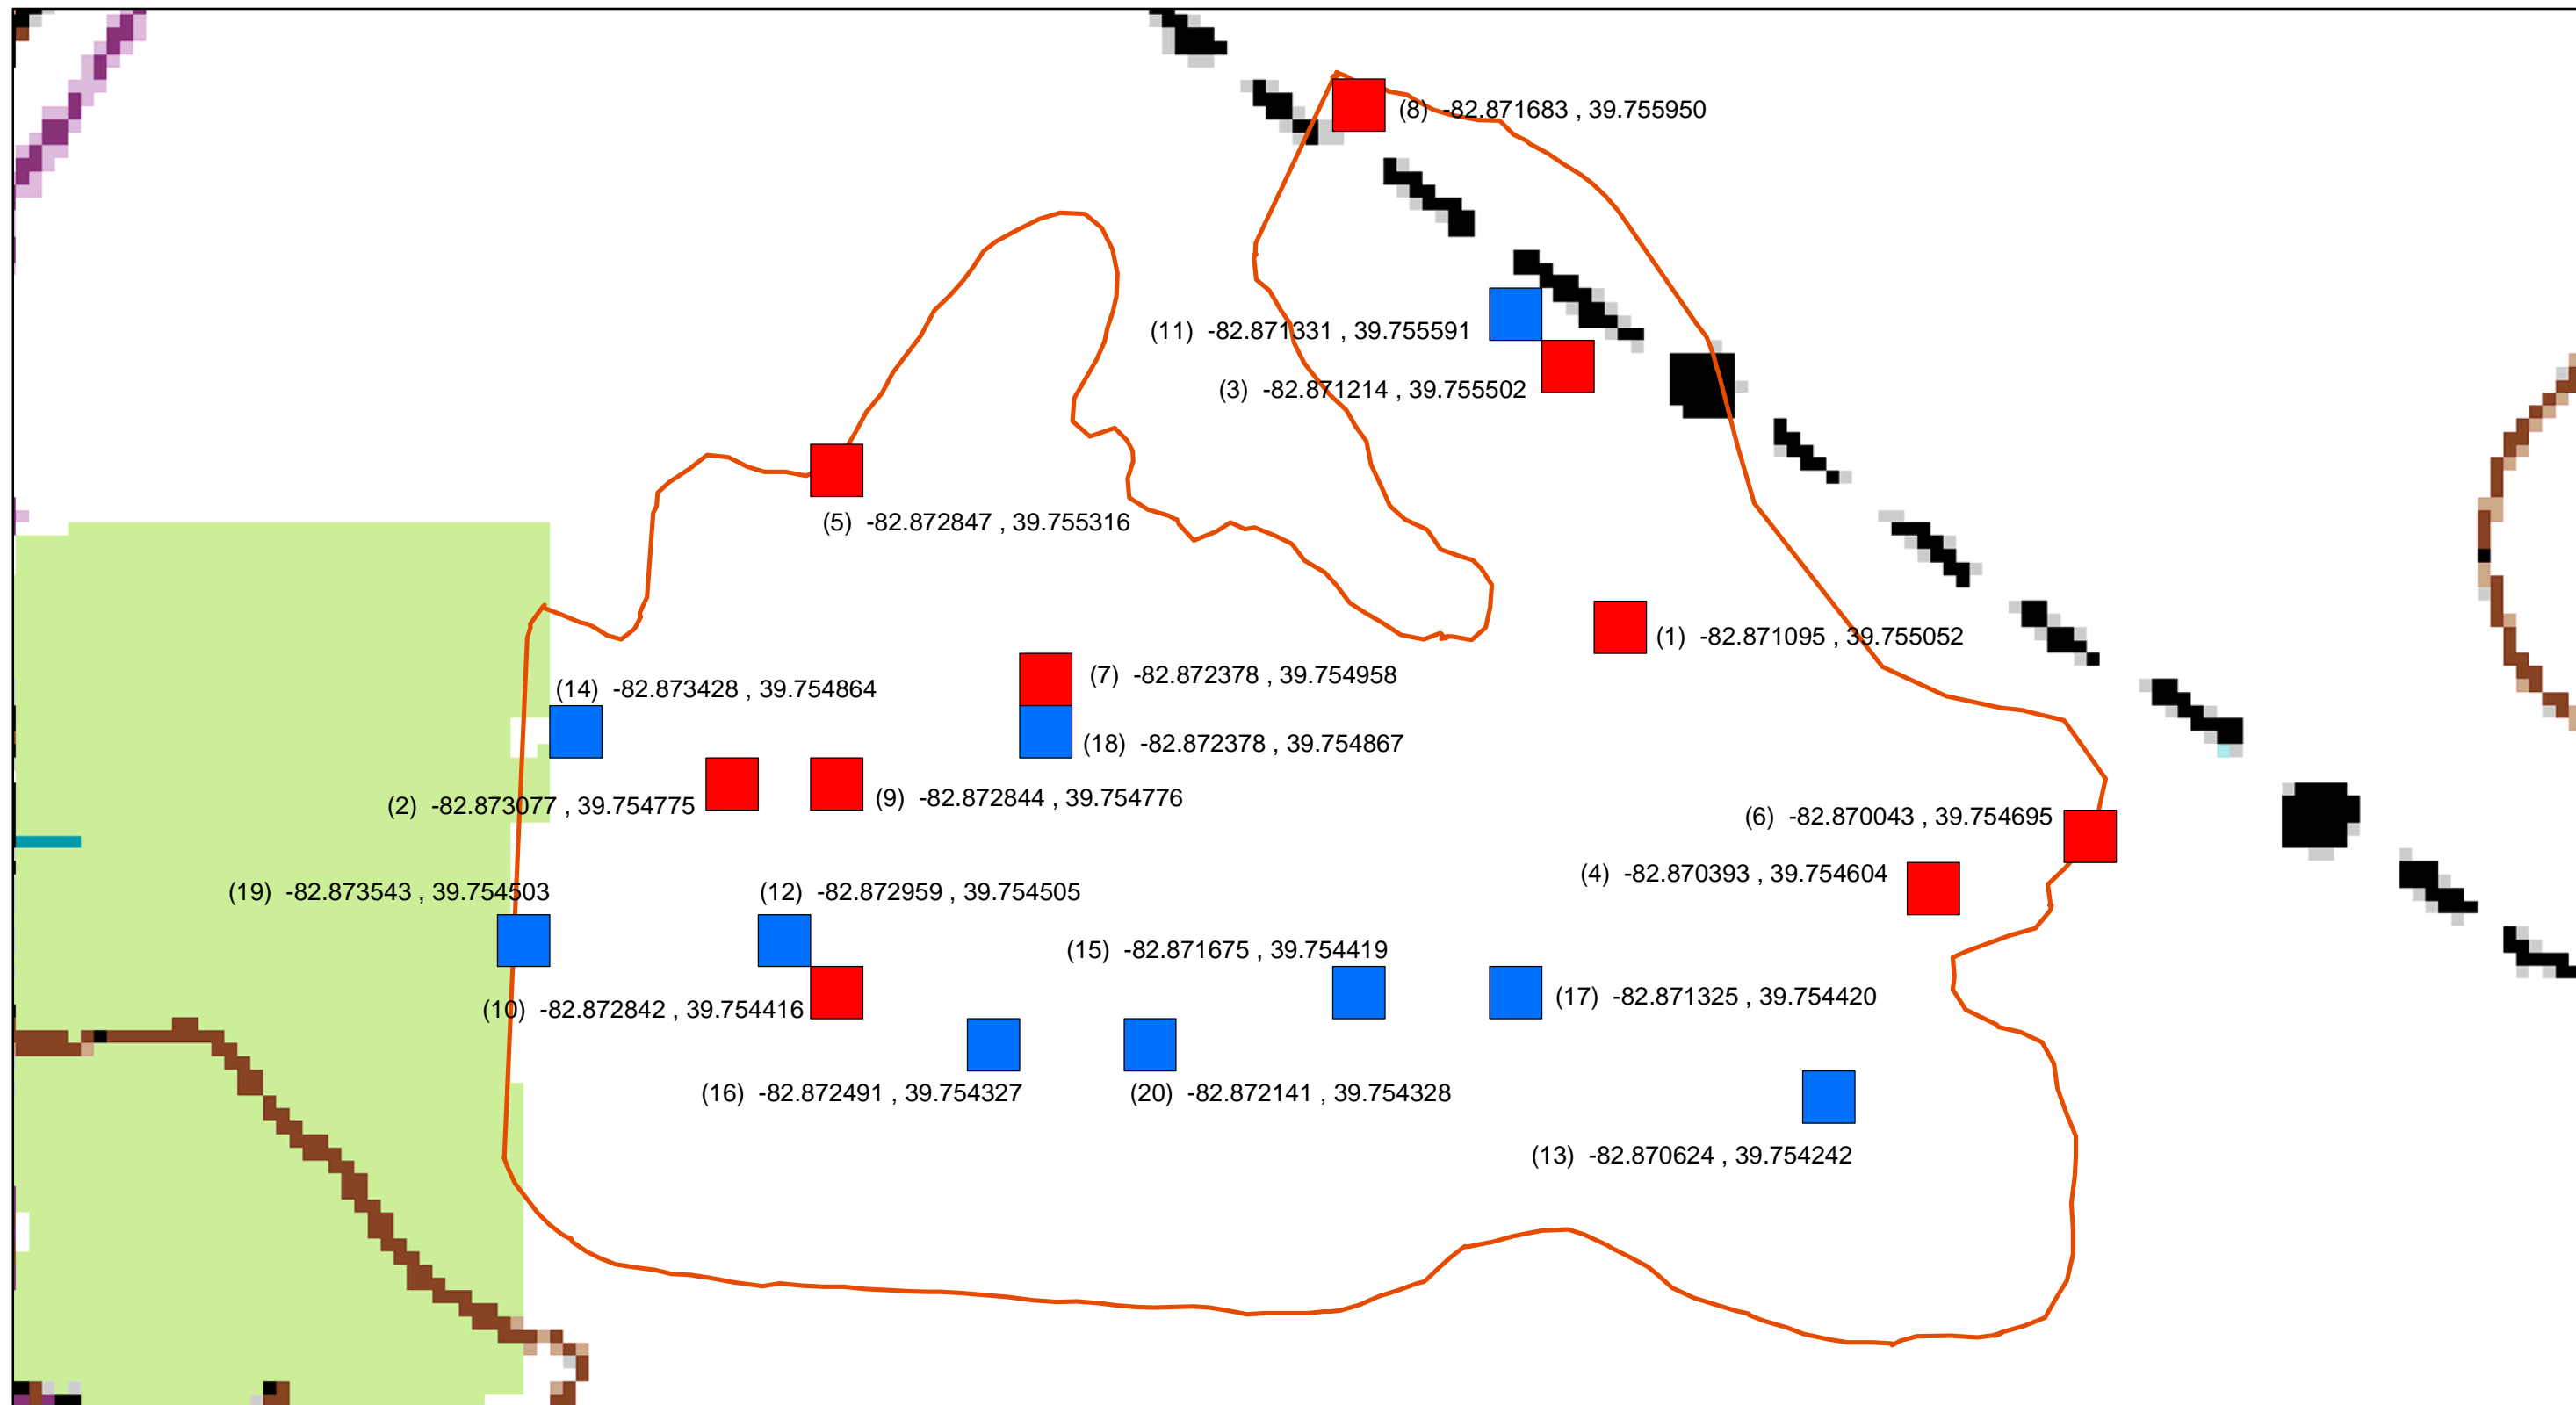 (8) -82.871683 , 39.755950
(11) -82.871331 , 39.755591
(3) -82.871214 , 39.755502
(5) -82.872847 , 39.755316
(1) -82.871095 , 39.755052
(7) -82.872378 , 39.754958
(14) -82.873428 , 39.754864
(18) -82.872378 , 39.754867
(2) -82.873077 , 39.754775
(9) -82.872844 , 39.754776
(6) -82.870043 , 39.754695
(4) -82.870393 , 39.754604
(19) -82.873543 , 39.754503
(12) -82.872959 , 39.754505
(15) -82.871675 , 39.754419
(17) -82.871325 , 39.754420
(10) -82.872842 , 39.754416
(16) -82.872491 , 39.754327
(20) -82.872141 , 39.754328
(13) -82.870624 , 39.754242